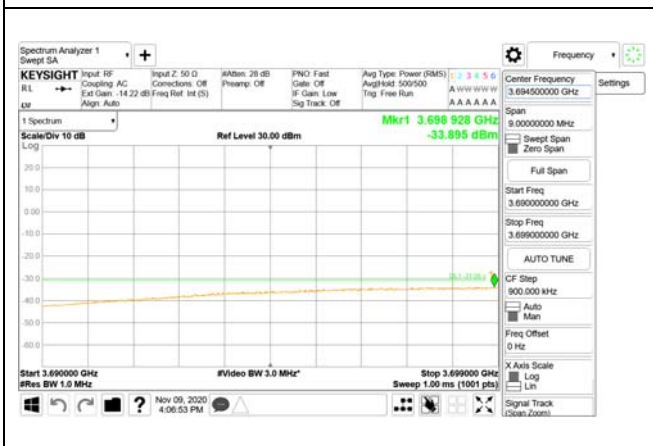 Spectrum Analyzer 1
Swept SA
Frequency
KEYSIGHT
RL
Input: RF
Coupling: AC
Ext Gain: -14.22 dB
Align: Auto
Input Z: 50 Ω
Corrections: Off
Freq Ref: Int (S)
#Atten: 28 dB
Preamp: Off
PNO: Fast
Gate: Off
IF Gain: Low
Sig Track: Off
Avg Type: Power (RMS)
Avg|Hold: 500/500
Trig: Free Run
1 2 3 4 5 6
A W W W W W
A A A A A A
1 Spectrum
Scale/Div 10 dB
Log
Ref Level 30.00 dBm
Mkr1 3.698 928 GHz
-33.895 dBm
20.0
10.0
0.00
-10.0
-20.0
-30.0
-40.0
-50.0
-60.0
Start 3.690000 GHz
#Res BW 1.0 MHz
#Video BW 3.0 MHz*
Stop 3.699000 GHz
Sweep 1.00 ms (1001 pts)
Nov 09, 2020
4:06:53 PM
Center Frequency
3.694500000 GHz
Settings
Span
9.00000000 MHz
Swept Span
Zero Span
Full Span
Start Freq
3.690000000 GHz
Stop Freq
3.699000000 GHz
AUTO TUNE
CF Step
900.000 kHz
Auto
Man
Freq Offset
0 Hz
X Axis Scale
Log
Lin
Signal Track
(Span Zoom)